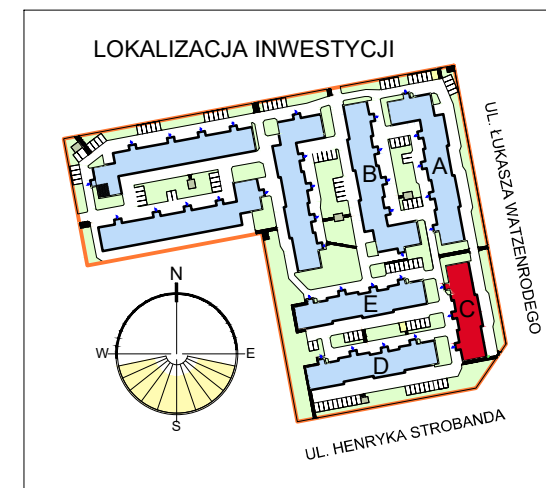 LOKALIZACJA INWESTYCJI
UL. ŁUKASZA WATZENRODEGO
A
B
C
E
D
N
W
E
S
UL. HENRYKA STROBANDA